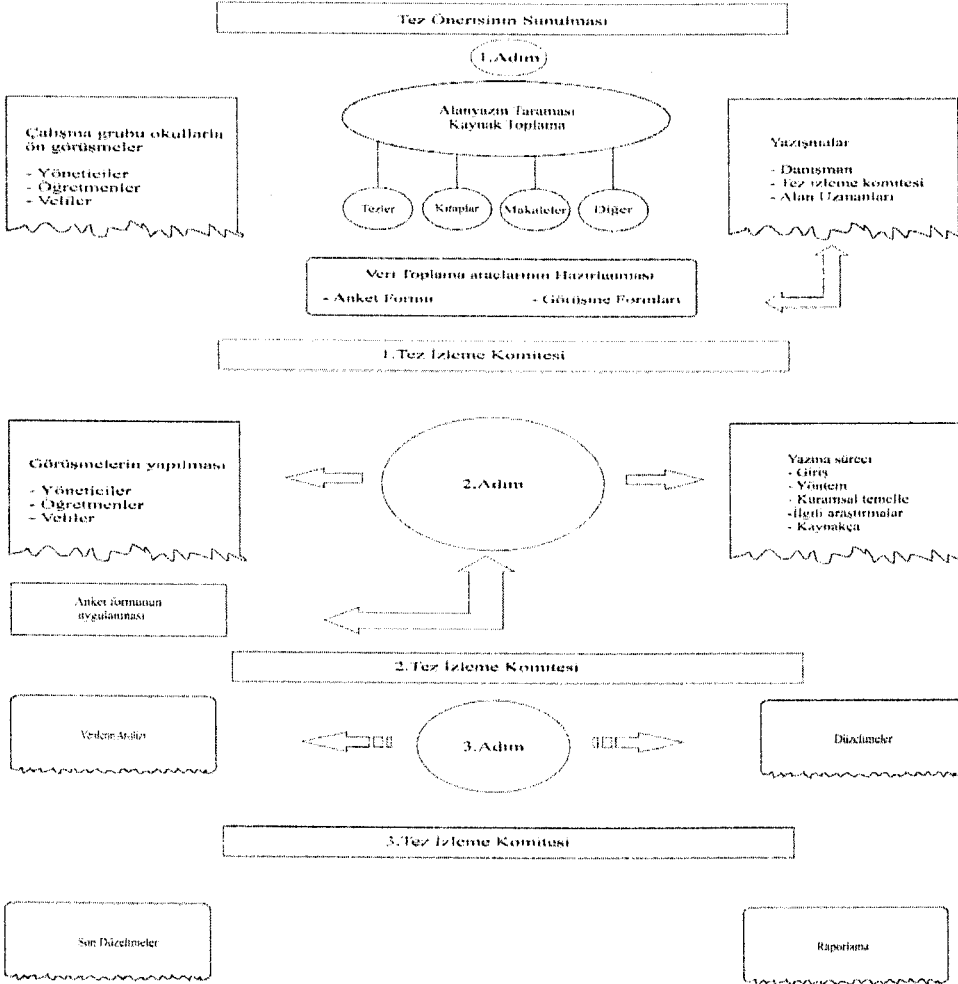 Tez Önerisinin Sunulması
1.Adım
Alanyazın Taraması
Kaynak Toplama
Çalışma grubu okullarla
ön görüşmeler
- Yöneticiler
- Öğretmenler
- Veliler
Yazışmalar
- Danışman
- Tez izleme komitesi
- Alan Uzmanları
Tezler
Kitaplar
Makaleler
Diğer
Veri Toplama araçlarının Hazırlanması
- Anket Formu
- Görüşme Formları
1.Tez İzleme Komitesi
Görüşmelerin yapılması
- Yöneticiler
- Öğretmenler
- Veliler
2.Adım
Yazma süreci
- Giriş
- Yöntem
- Kuramsal temelle
-İlgili araştırmalar
- Kaynakça
Anket formunun
uygulanması
2.Tez İzleme Komitesi
Verilerin Analizi
3.Adım
Düzeltmeler
3.Tez İzleme Komitesi
Son Düzeltmeler
Raporlama